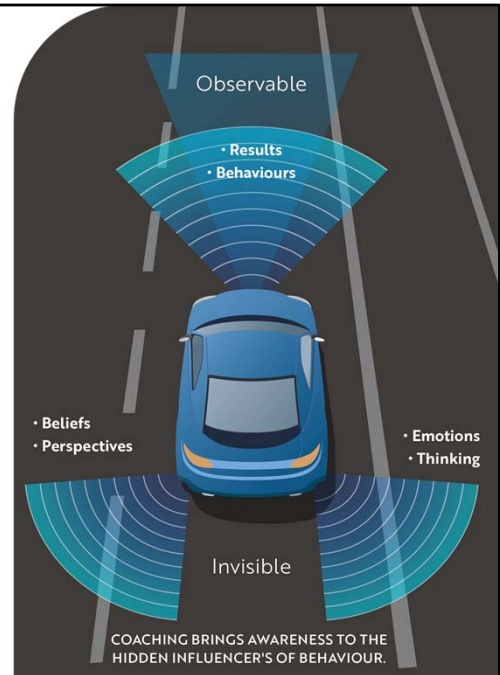 Observable
• Results
• Behaviours
• Beliefs
• Perspectives
• Emotions
• Thinking
Invisible
COACHING BRINGS AWARENESS TO THE
HIDDEN INFLUENCER'S OF BEHAVIOUR.